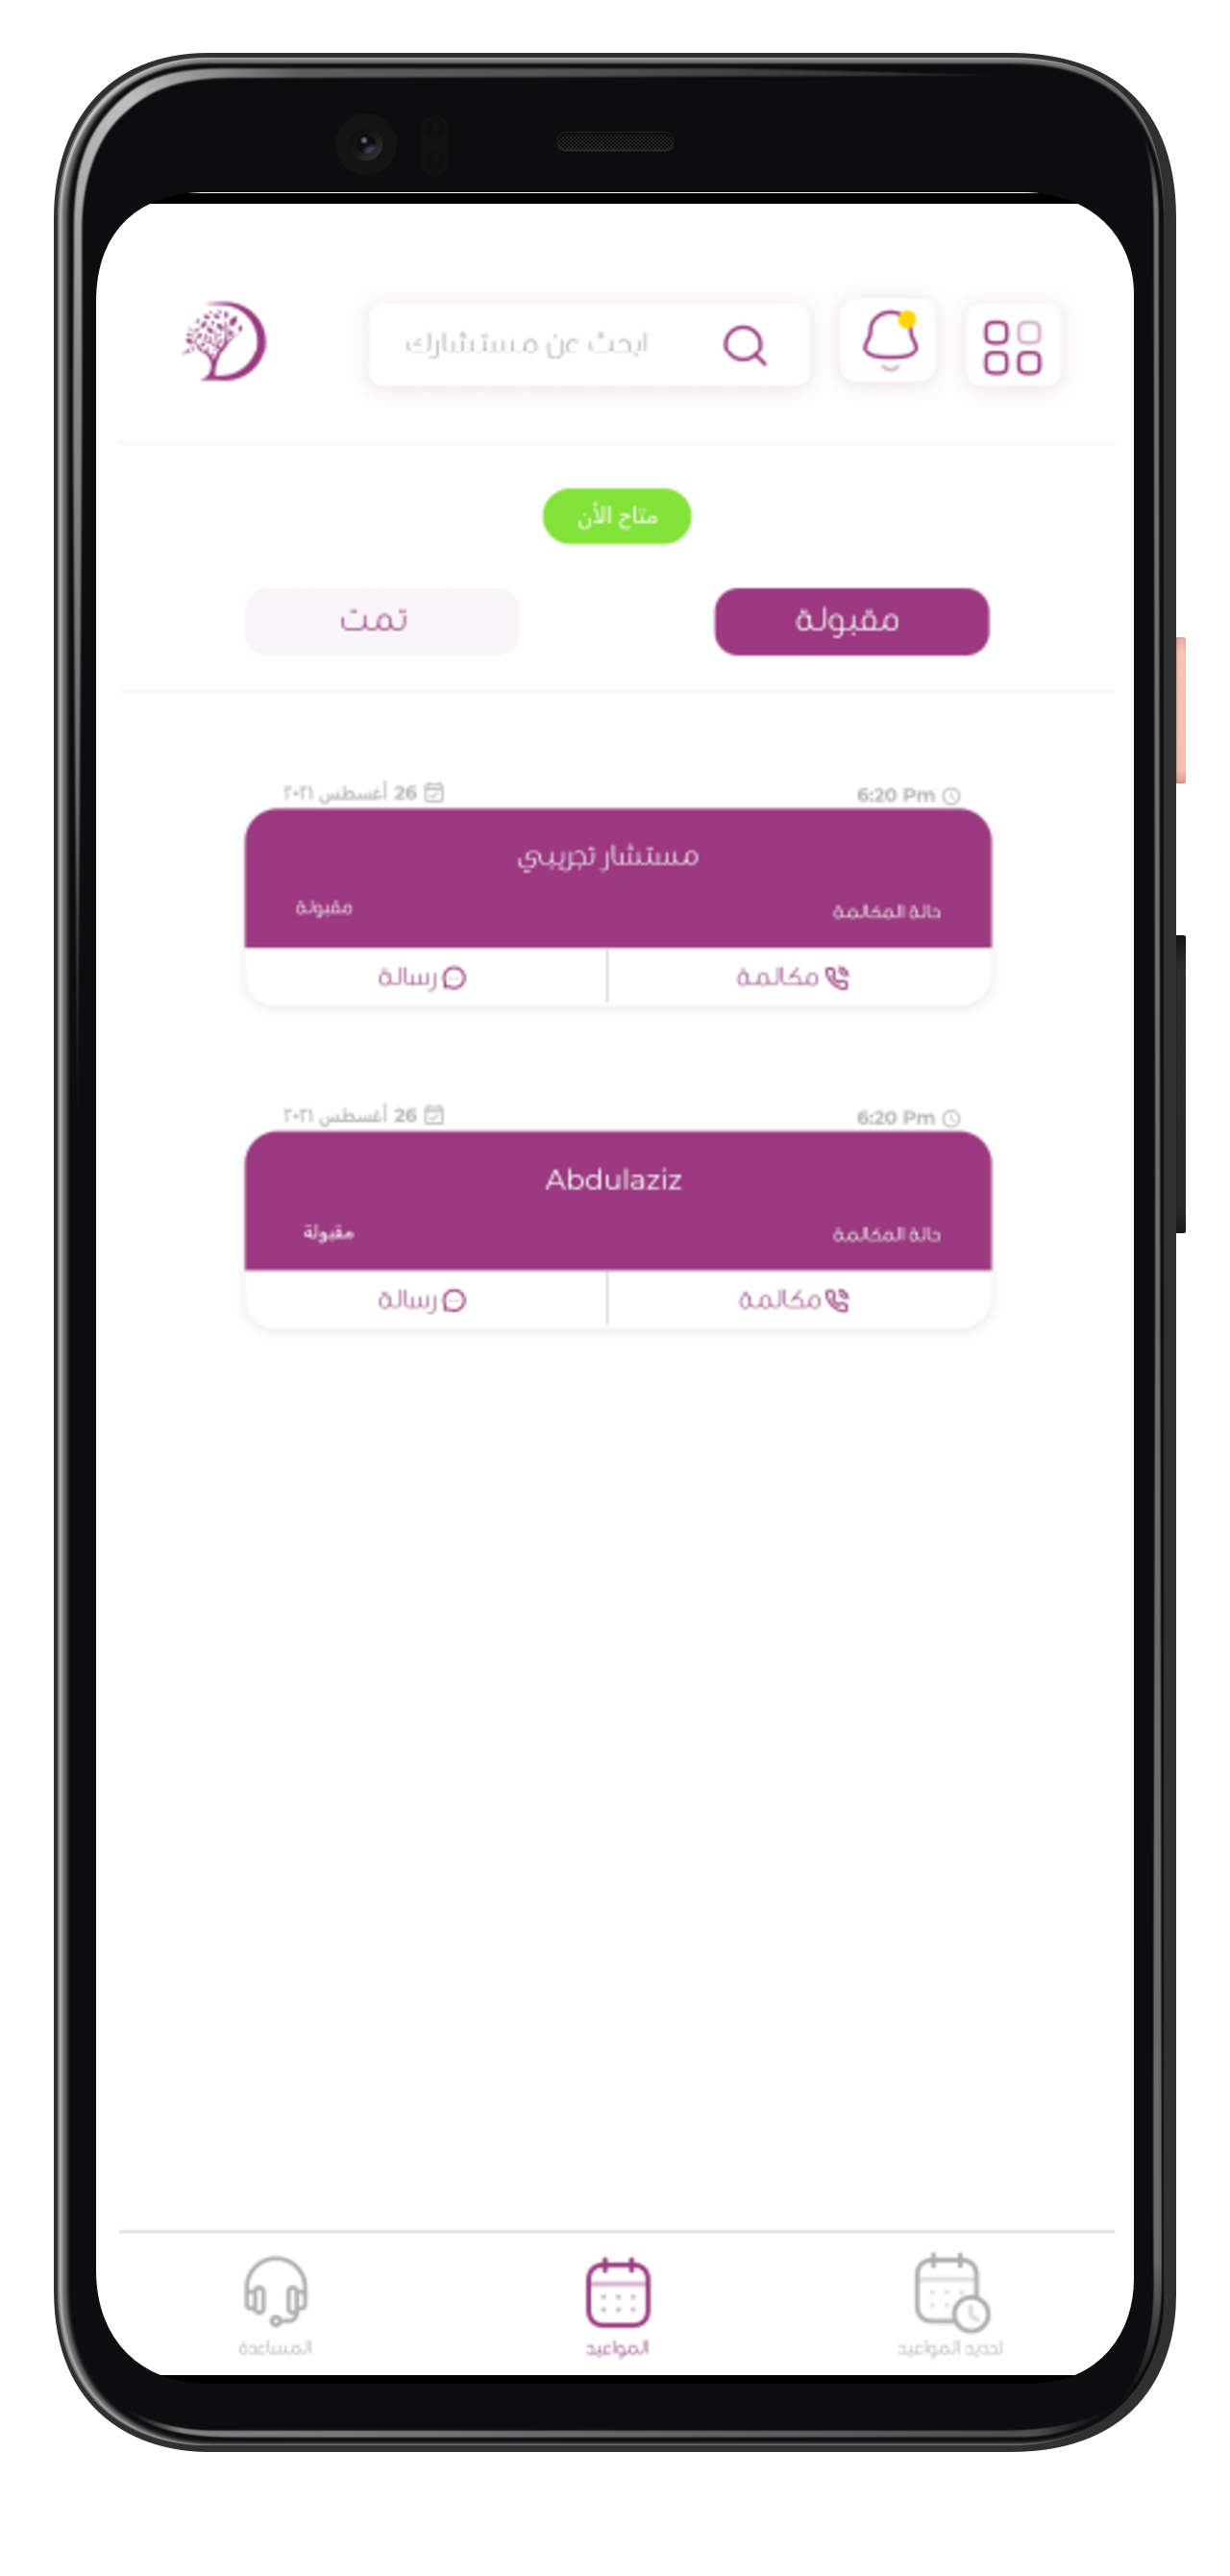 ابحث عن مستشارك
متاح الأن
مقبولة
تمت
6:20 Pm
26 أغسطس ٢٠٢١
مستشار تجريبي
حالة المكالمة
مقبولة
مكالمة
رسالة
6:20 Pm
26 أغسطس ٢٠٢١
Abdulaziz
حالة المكالمة
مقبولة
مكالمة
رسالة
تحديد المواعيد
المواعيد
المساعدة